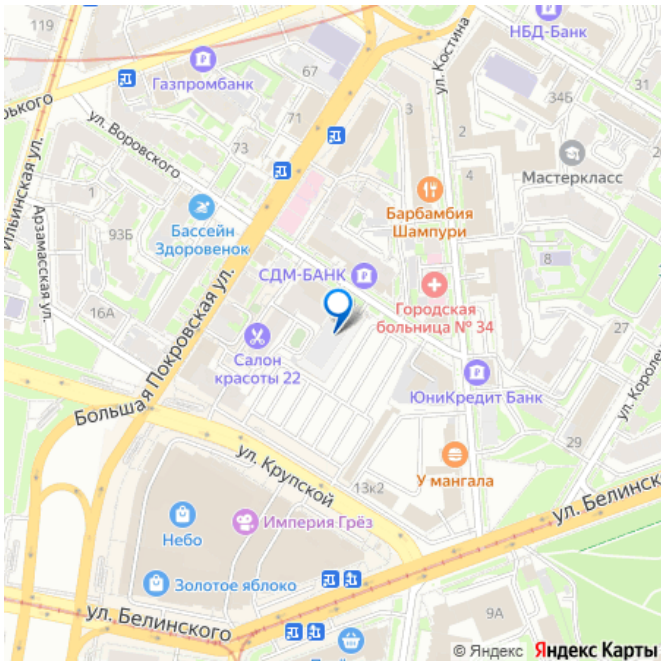 119
НБД-Банк
ул. Костина
67
Газпромбанк
31
34Б
рького
71
3
2
ул. Воровского
73
Мастеркласс
4
Ильинская ул.
1
Барбамбия
Шампури
Арзамасская ул.
93Б
Бассейн
Здоровенок
8
СДМ-БАНК
16А
Городская
больница № 34
27
Салон
красоты 22
Большая Покровская ул.
ЮниКредит Банк
ул. Короле
29
ул. Крупской
У мангала
13к2
ул. Белинск
Небо
Империя Грёз
Золотое яблоко
ул. Белинского
9А
© Яндекс Яндекс Карты